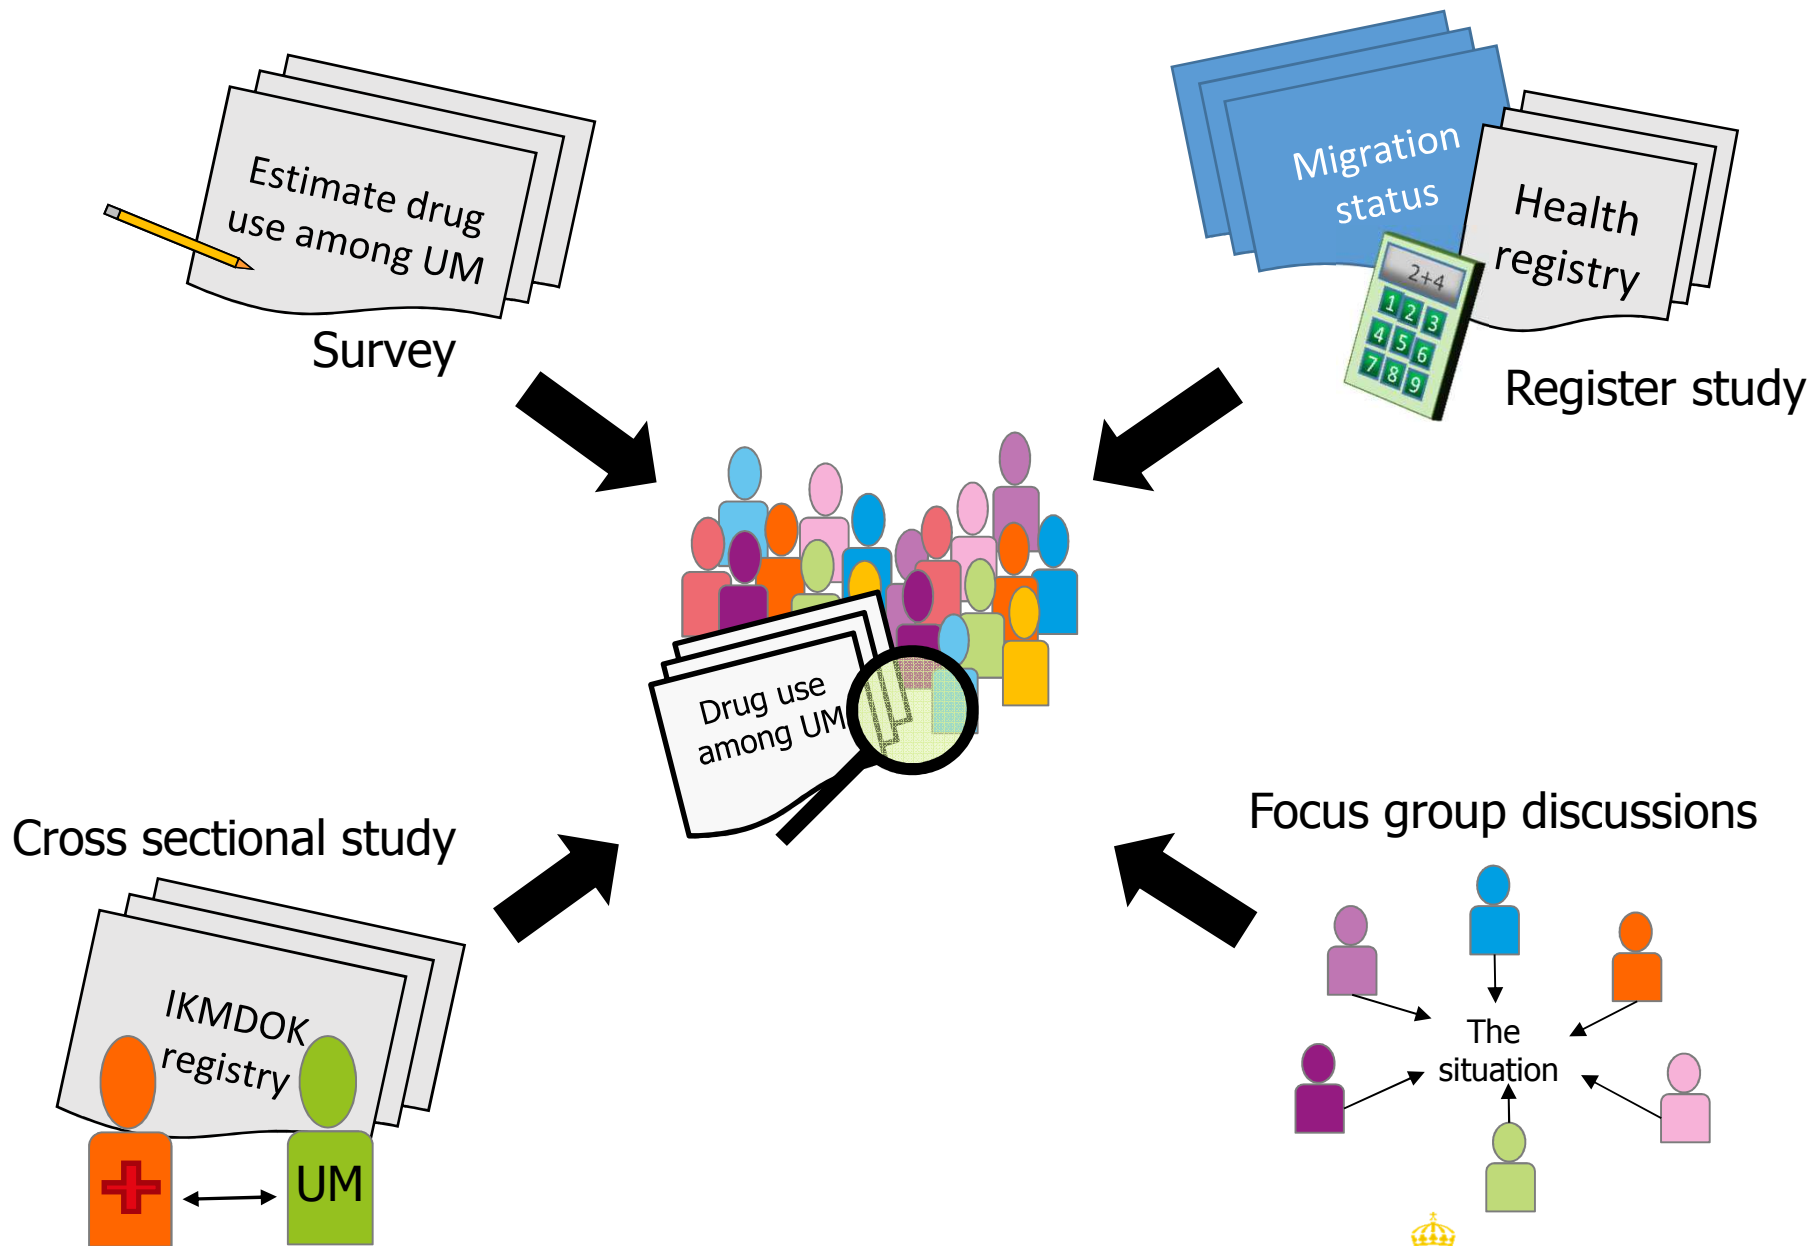 Estimate drug
use among UM
Survey
Migration
status
Health
registry
2+4
1 2 3
4 5 6
7 8 9
Register study
Drug use
among UM
Cross sectional study
IKMDOK
registry
UM
Focus group discussions
The
situation